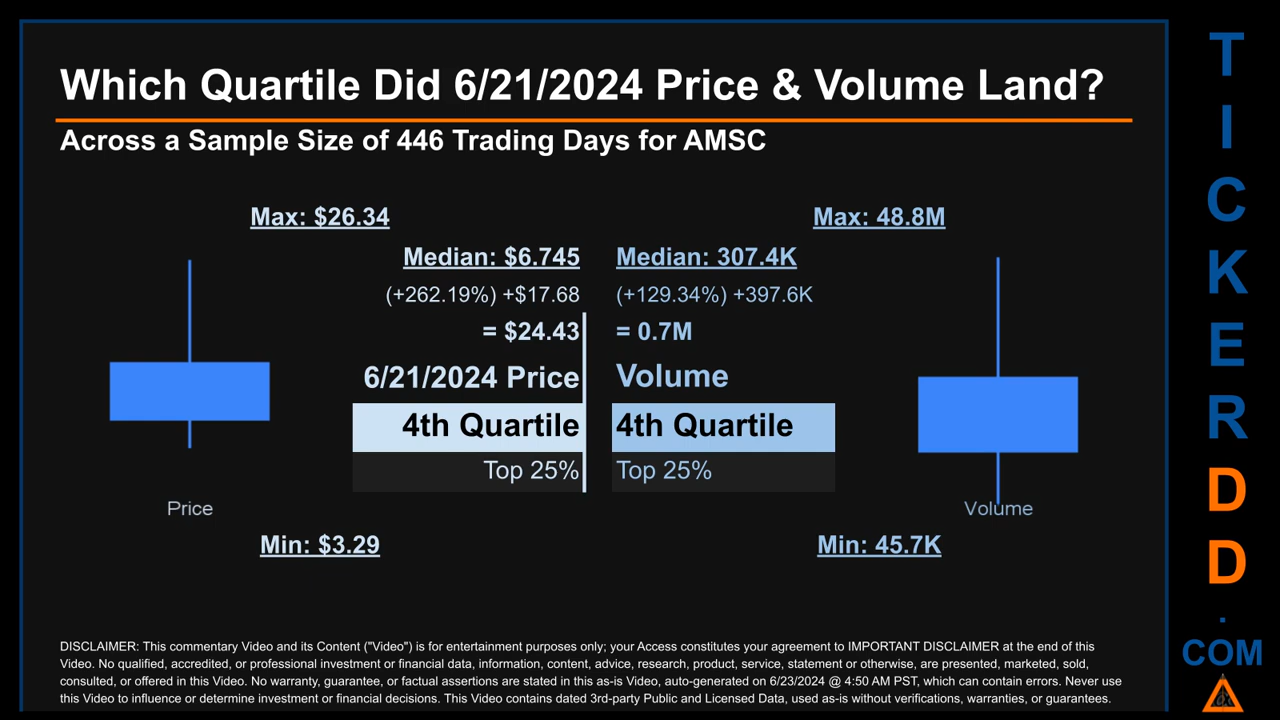 Which Quartile Did 6/21/2024 Price & Volume Land?
Across a Sample Size of 446 Trading Days for AMSC
Max: $26.34
Median: $6.745
(+262.19%) +$17.68
= $24.43
6/21/2024 Price
4th Quartile
Top 25%
Price
Min: $3.29
Max: 48.8M
Median: 307.4K
(+129.34%) +397.6K
= 0.7M
Volume
4th Quartile
Top 25%
Volume
Min: 45.7K
DISCLAIMER: This commentary Video and its Content ("Video") is for entertainment purposes only; your Access constitutes your agreement to IMPORTANT DISCLAIMER at the end of this
Video. No qualified, accredited, or professional investment or financial data, information, content, advice, research, product, service, statement or otherwise, are presented, marketed, sold,
consulted, or offered in this Video. No warranty, guarantee, or factual assertions are stated in this as-is Video, auto-generated on 6/23/2024 @ 4:50 AM PST, which can contain errors. Never use
this Video to influence or determine investment or financial decisions. This Video contains dated 3rd-party Public and Licensed Data, used as-is without verifications, warranties, or guarantees.
T
I
C
K
E
R
D
D
.
COM